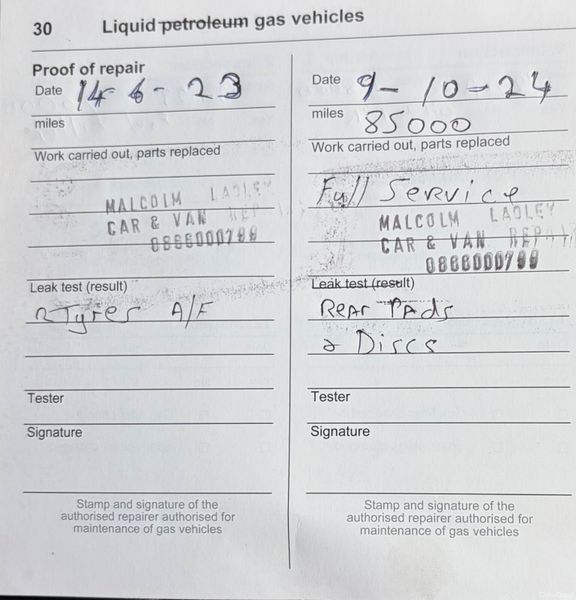 30 Liquid petroleum gas vehicles
Proof of repair
Date 14-6-23
miles
Work carried out, parts replaced
MALCOLM LADLEY
CAR & VAN REP
Leak test (result)
2 Tyres A/F
Tester
Signature
Stamp and signature of the
authorised repairer authorised for
maintenance of gas vehicles
Date 9-10-24
miles 85000
Work carried out, parts replaced
Full Service
MALCOLM LADLEY
CAR & VAN REPAI
Leak test (result)
Rear Pads
& Discs
Tester
Signature
Stamp and signature of the
authorised repairer authorised for
maintenance of gas vehicles